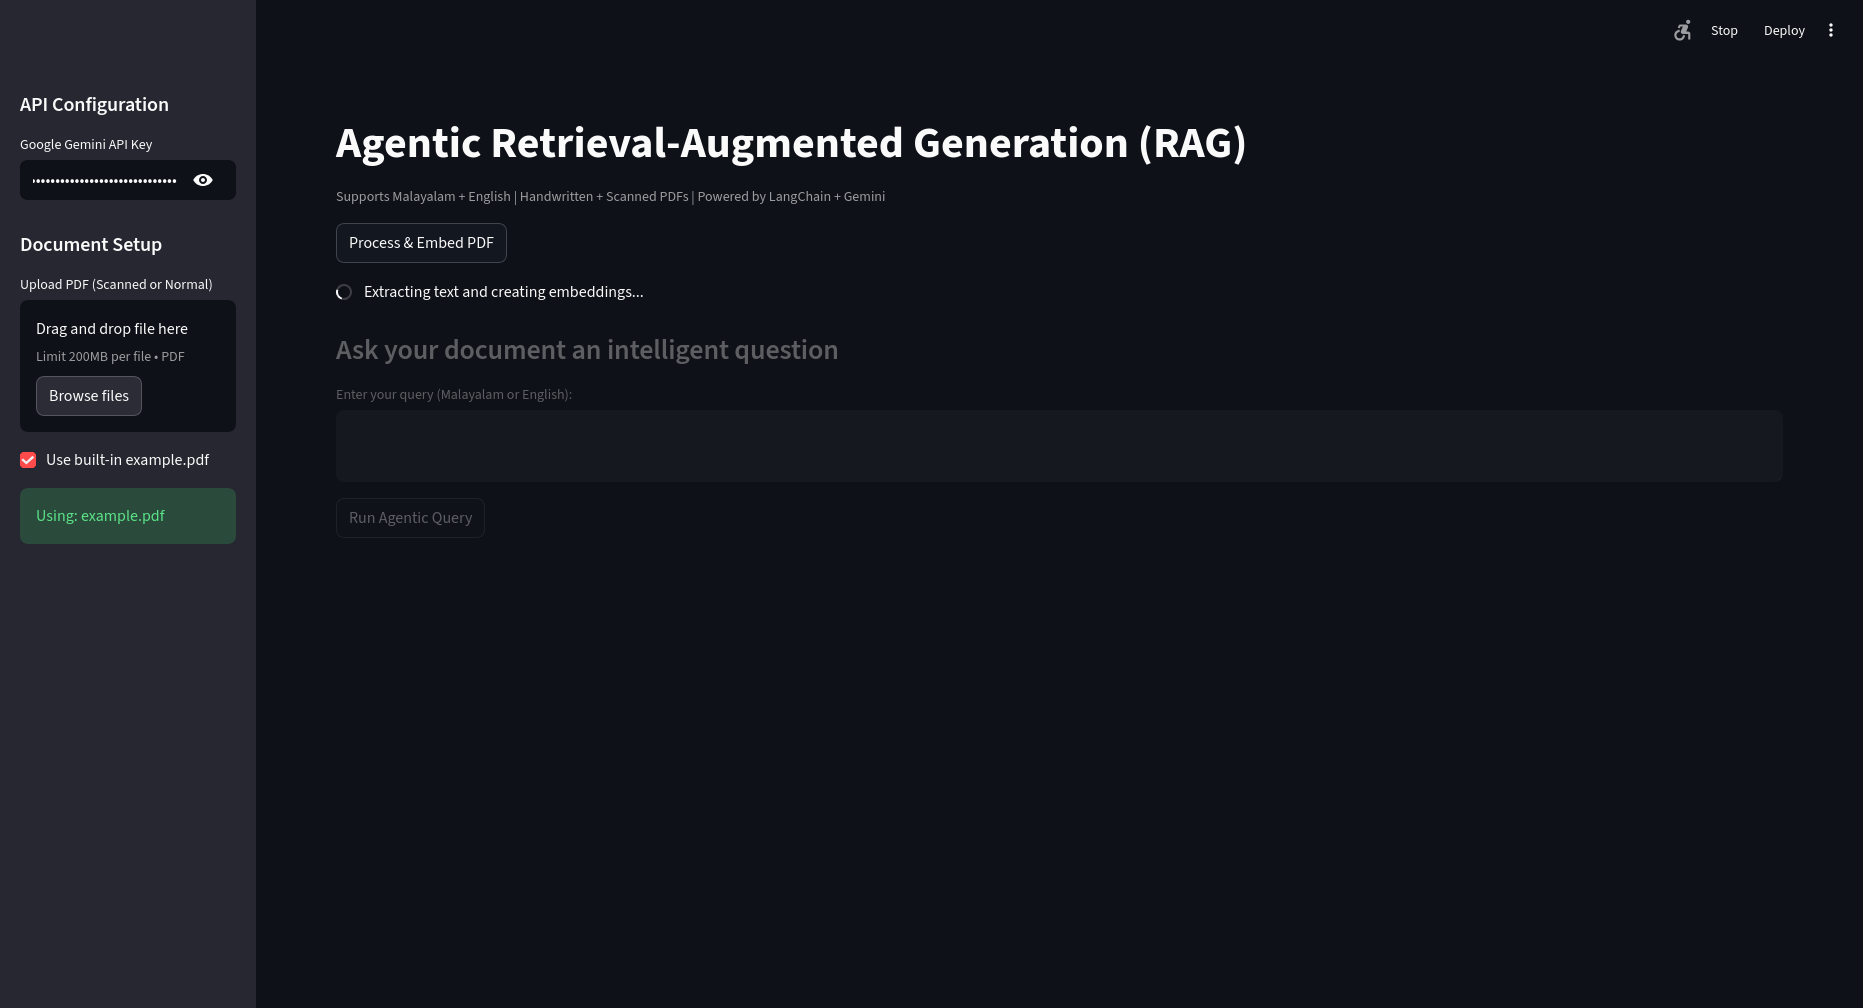 Stop
Deploy
API Configuration
Google Gemini API Key
Document Setup
Upload PDF (Scanned or Normal)
Drag and drop file here
Limit 200MB per file • PDF
Browse files
Use built-in example.pdf
Using: example.pdf
Agentic Retrieval-Augmented Generation (RAG)
Supports Malayalam + English | Handwritten + Scanned PDFs | Powered by LangChain + Gemini
Process & Embed PDF
Extracting text and creating embeddings...
Ask your document an intelligent question
Enter your query (Malayalam or English):
Run Agentic Query